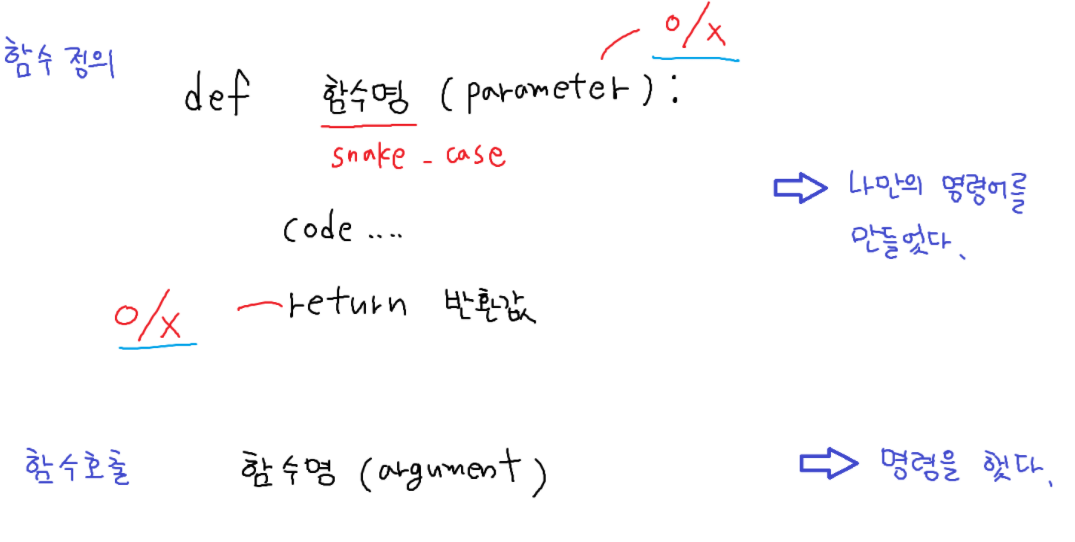 함수 정의
o/x
def 함수명 (parameter) :
snake_case
⇨ 나만의 명령어를
만들었다.
code ....
o/x
return 반환값
함수호출 함수명 (argument) ⇨ 명령을 했다.